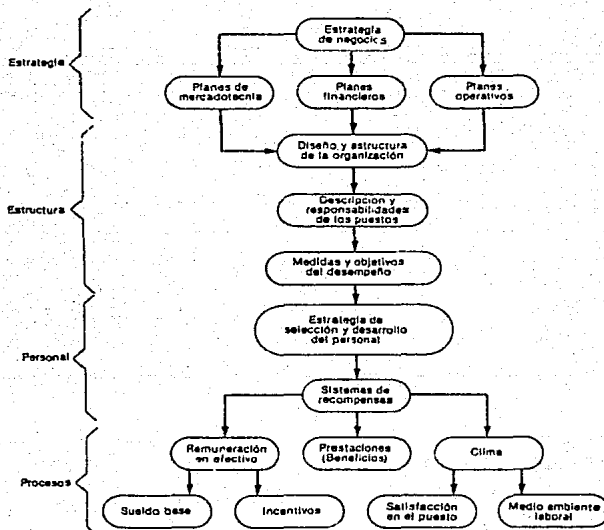 Estrategia
de negocios
Estrategia
Planes de
mercadotecnia
Planes
financieros
Planes
operativos
Diseño y estructura
de la organización
Estructura
Descripción y
responsabilidades
de los puestos
Medidas y objetivos
del desempeño
Estrategia de
selección y desarrollo
del personal
Personal
Sistemas de
recompensas
Remuneración
en efectivo
Prestaciones
(Beneficios)
Clima
Procesos
Sueldo base
Incentivos
Satisfacción
en el puesto
Medio ambiente
laboral